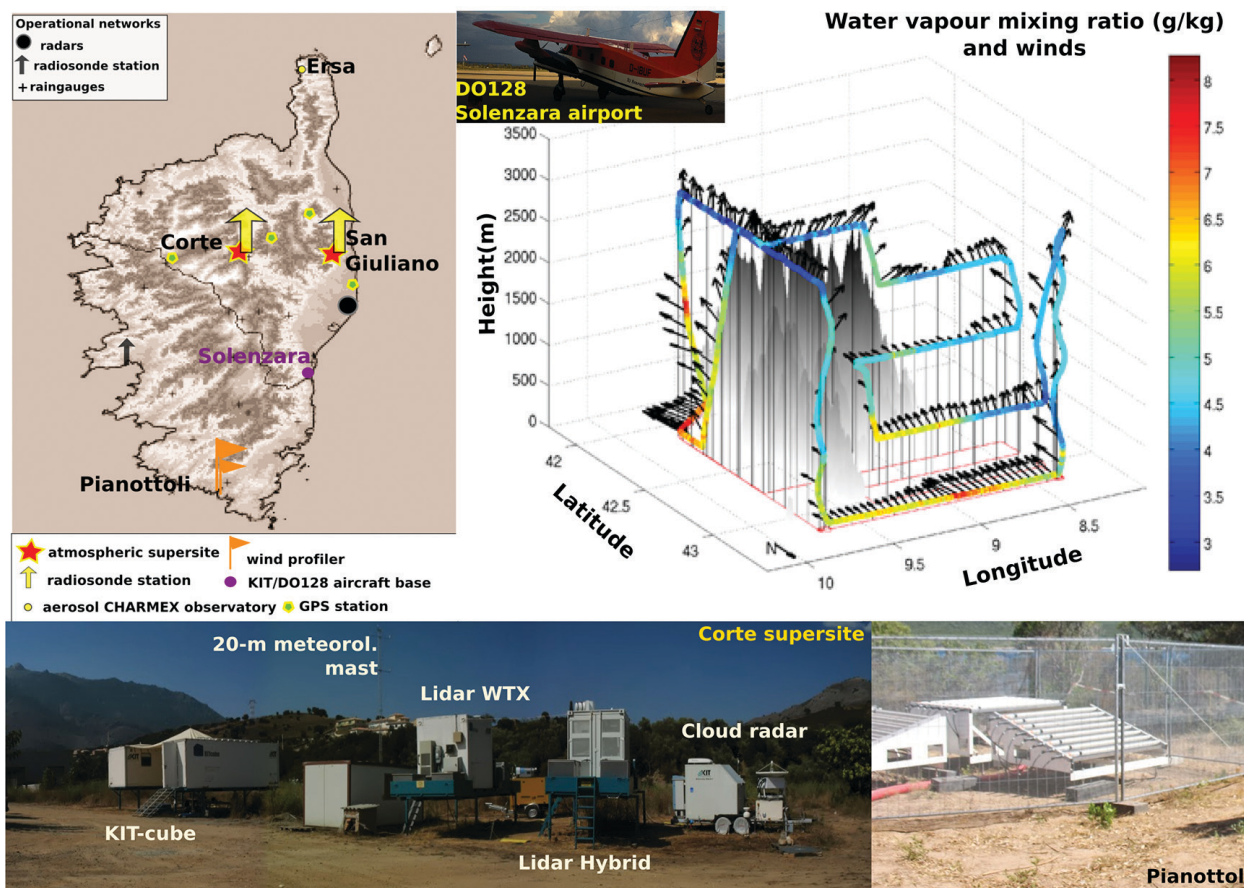 Operational networks
radars
radiosonde station
raingauges
Ersa
Corte
San
Giuliano
Solenzara
Pianottoli
atmospheric supersite
wind profiler
radiosonde station
KIT/DO128 aircraft base
aerosol CHARMEX observatory
GPS station
DO128
Solenzara airport
Water vapour mixing ratio (g/kg)
and winds
Height(m)
3500
3000
2500
2000
1500
1000
500
0
42
42.5
43
Latitude
N
10
9.5
9
8.5
Longitude
8
7.5
7
6.5
6
5.5
5
4.5
4
3.5
3
20-m meteorol.
mast
Corte supersite
Lidar WTX
Cloud radar
KIT
KIT-cube
Lidar Hybrid
Pianottol